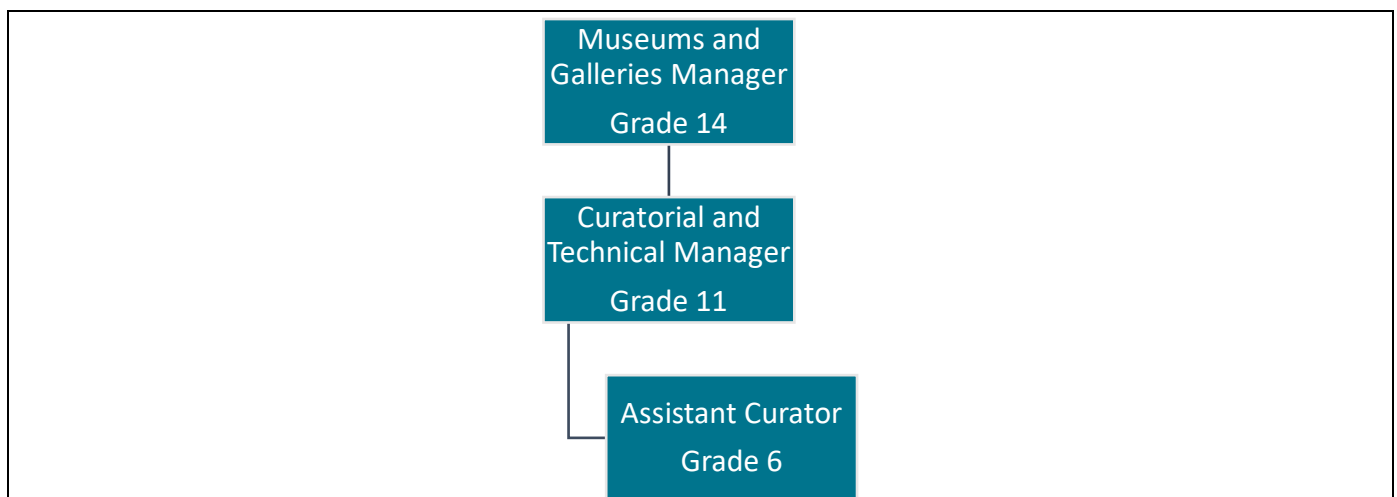 Museums and
Galleries Manager
Grade 14
Curatorial and
Technical Manager
Grade 11
Assistant Curator
Grade 6